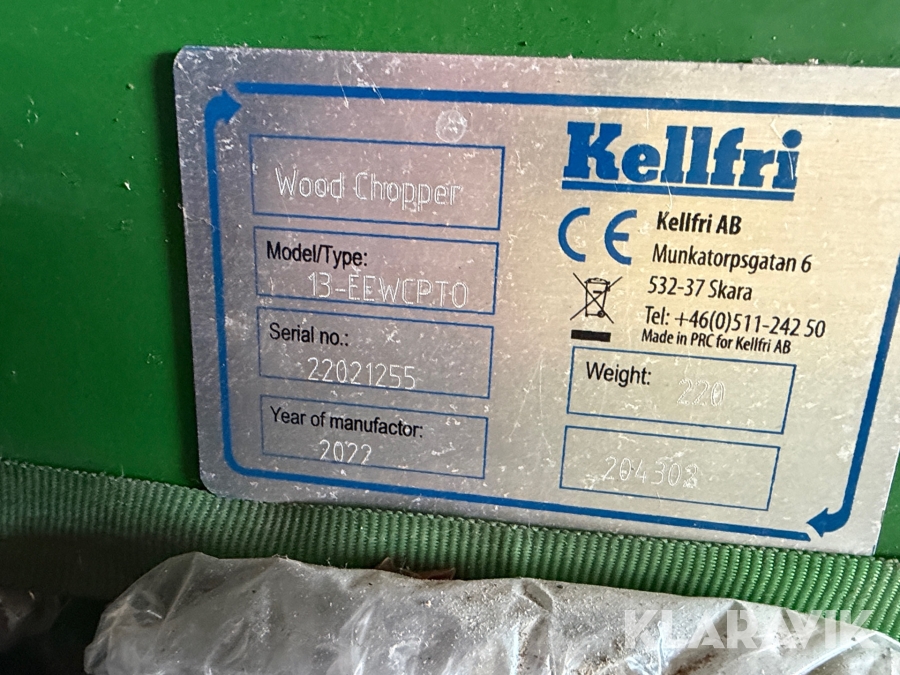 Wood Chopper
Model/Type:
13-EEWCPTO
Serial no.:
22021255
Year of manufactor:
2022
Kellfri
CE
Kellfri AB
Munkatorpsgatan 6
532-37 Skara
Tel: +46(0)511-242 50
Made in PRC for Kellfri AB
Weight:
220
204303
KLARAVIK